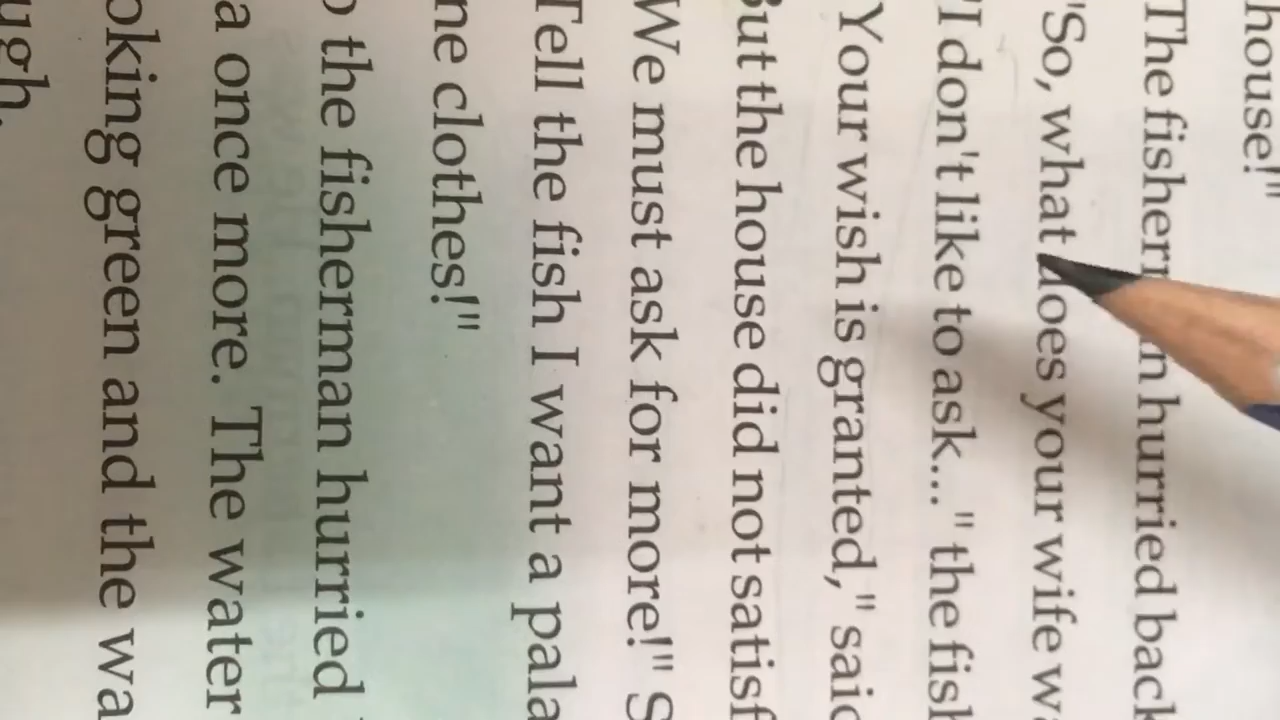 house!"
The fisherm n hurried back
"So, what does your wife wa
"I don't like to ask..." the fish
Your wish is granted," said
But the house did not satisf
We must ask for more!" S
Tell the fish I want a pala
ne clothes!"
o the fisherman hurried
a once more. The water
oking green and the wa
ugh.